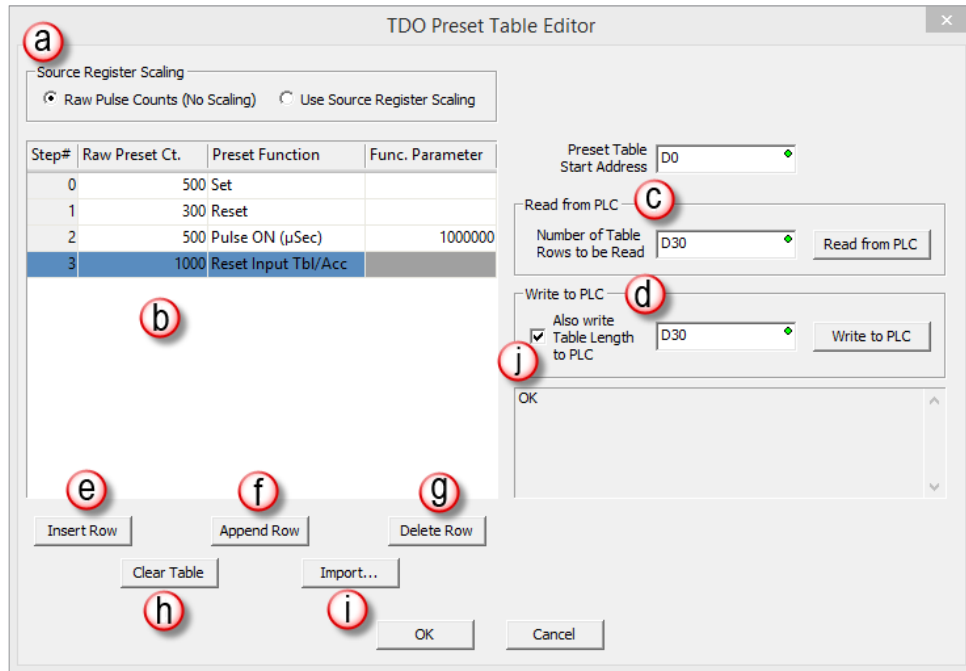 TDO Preset Table Editor
a
Source Register Scaling
Raw Pulse Counts (No Scaling) Use Source Register Scaling
Step# Raw Preset Ct. Preset Function Func. Parameter
0 500 Set
1 300 Reset
2 500 Pulse ON (µSec) 1000000
3 1000 Reset Input Tbl/Acc
b
Preset Table
Start Address D0
c
Read from PLC
Number of Table
Rows to be Read D30 Read from PLC
d
Write to PLC
Also write
Table Length
to PLC D30 Write to PLC
j
OK
e f g
Insert Row Append Row Delete Row
Clear Table Import...
h i
OK Cancel